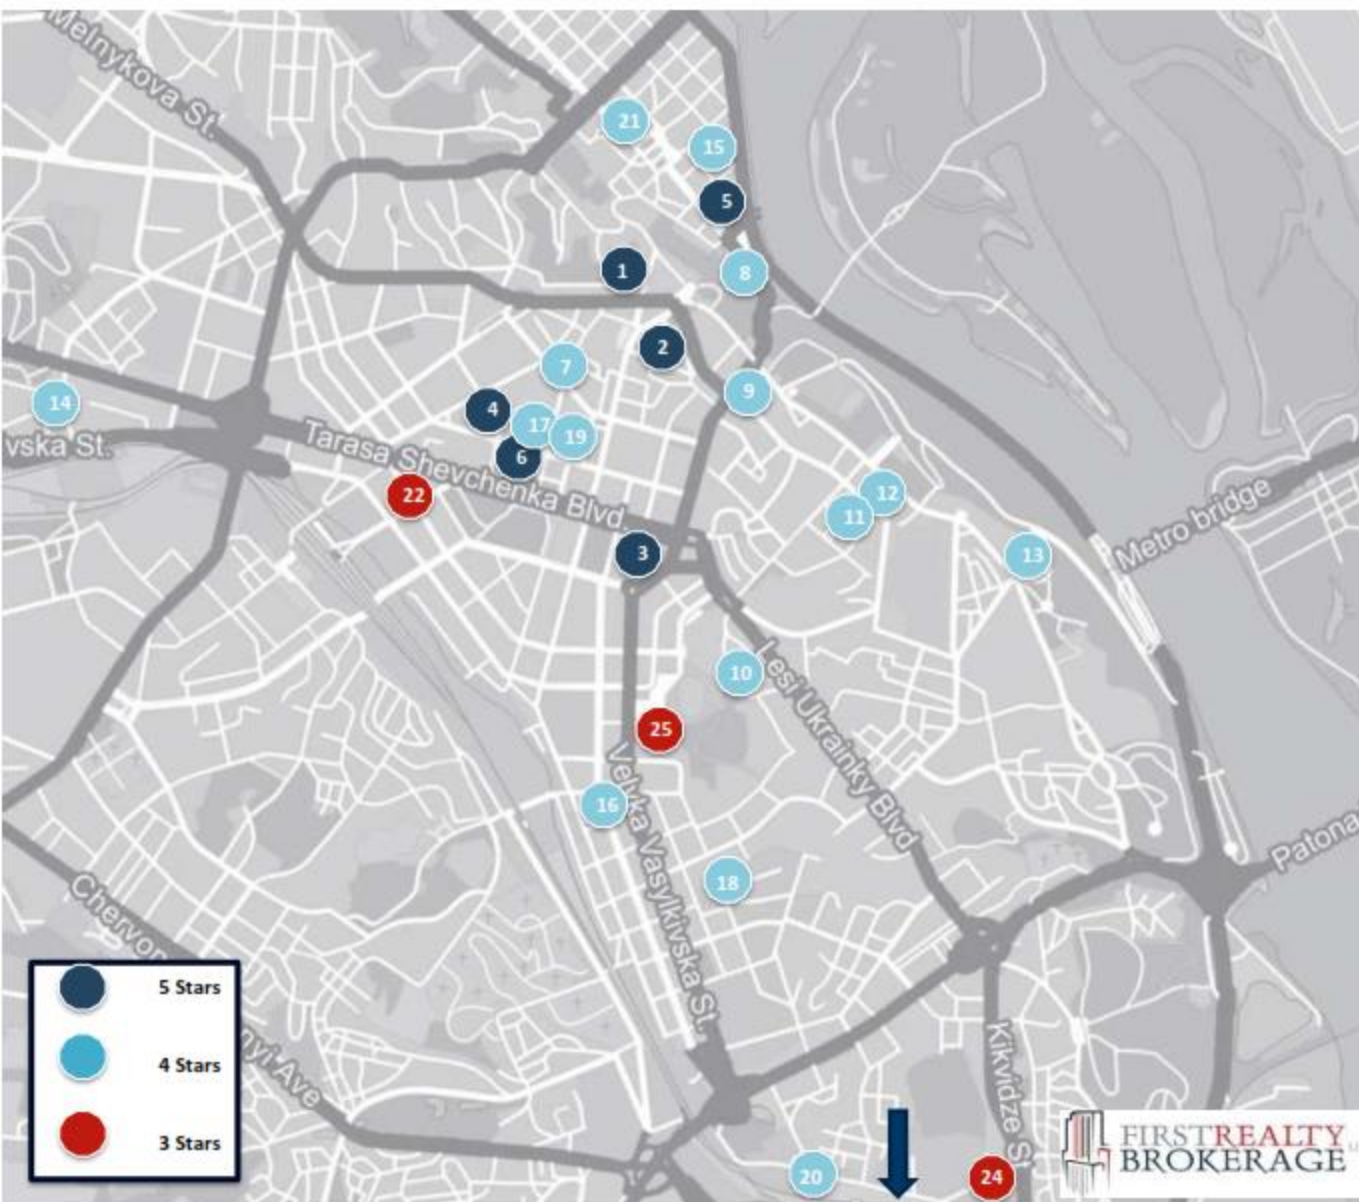 Melnykova St.
21
15
5
1
8
2
7
9
14
4
17
19
vska St.
Tarasa Shevchenka Blvd.
6
22
12
11
Metro bridge
3
13
10
Lesi Ukrainky Blvd
25
Velyka Vasylkivska St.
16
Patona
18
Chervon
nyi Ave
5 Stars
4 Stars
3 Stars
Kikvidze St
20
24
FIRSTREALTY
BROKERAGE